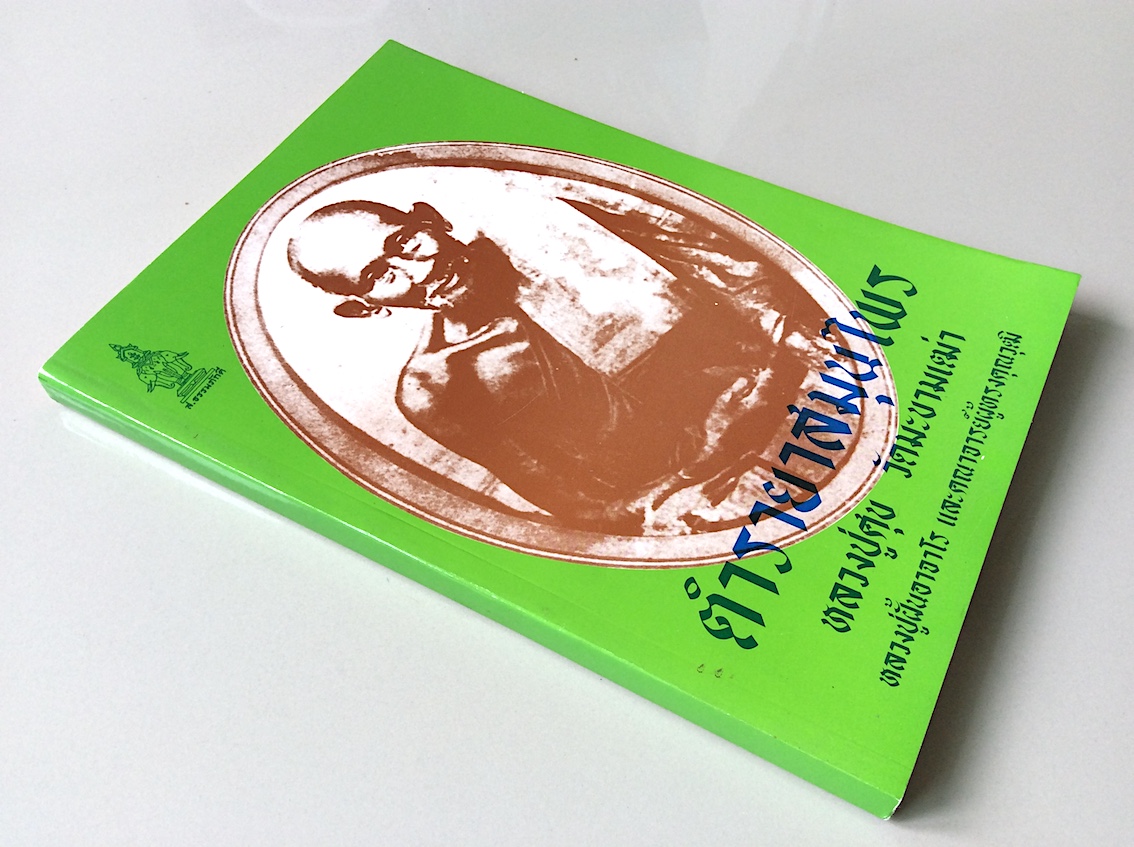 ส.ธรรมภักดี
ตำรายาสมุนไพร
หลวงปู่ศุข วัดมะขามเฒ่า
หลวงปู่ฝั้นอาจาโร และคณาจารย์ผู้ทรงคุณวุฒิ